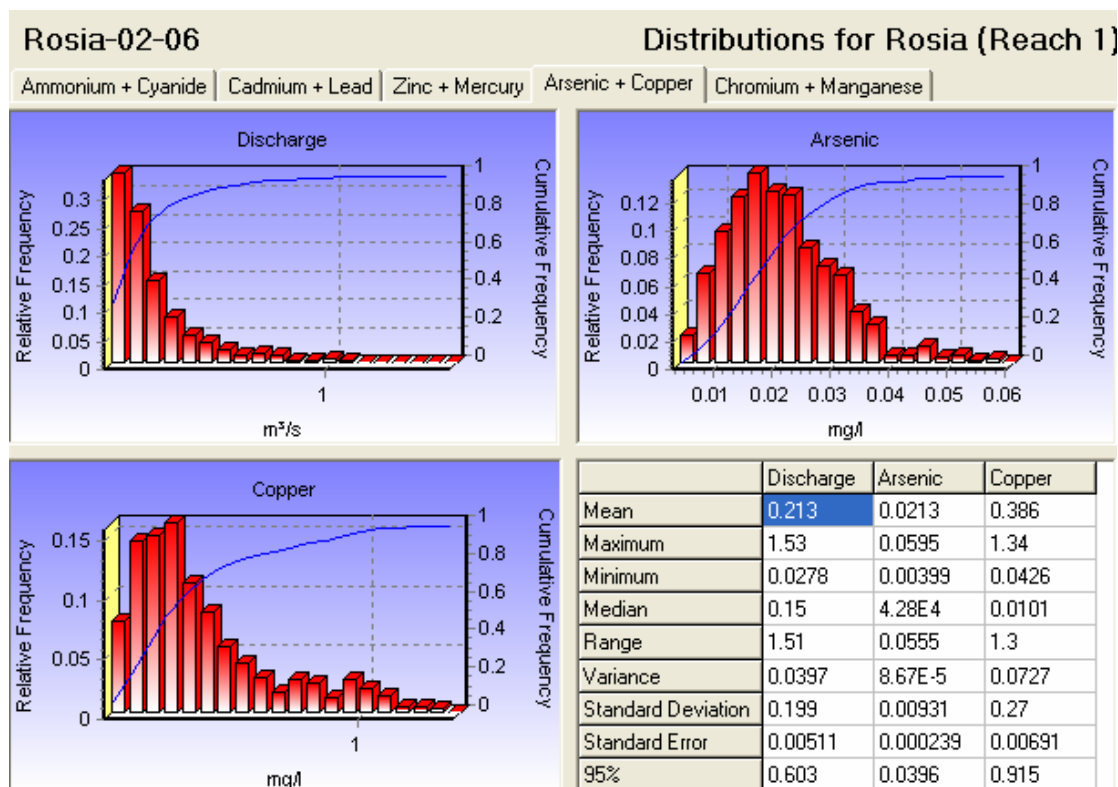 Rosia-02-06 Distributions for Rosia (Reach 1)
Ammonium + Cyanide Cadmium + Lead Zinc + Mercury Arsenic + Copper Chromium + Manganese
Discharge
Relative Frequency
0.3
0.25
0.2
0.15
0.1
0.05
0
1
0.8
0.6
0.4
0.2
0
Cumulative Frequency
1
m³/s
Arsenic
Relative Frequency
0.12
0.1
0.08
0.06
0.04
0.02
0
1
0.8
0.6
0.4
0.2
0
Cumulative Frequency
0.01 0.02 0.03 0.04 0.05 0.06
mg/l
Copper
Relative Frequency
0.15
0.1
0.05
0
1
0.8
0.6
0.4
0.2
0
Cumulative Frequency
1
mg/l
Discharge Arsenic Copper
Mean 0.213 0.0213 0.386
Maximum 1.53 0.0595 1.34
Minimum 0.0278 0.00399 0.0426
Median 0.15 4.28E4 0.0101
Range 1.51 0.0555 1.3
Variance 0.0397 8.67E-5 0.0727
Standard Deviation 0.199 0.00931 0.27
Standard Error 0.00511 0.000239 0.00691
95% 0.603 0.0396 0.915